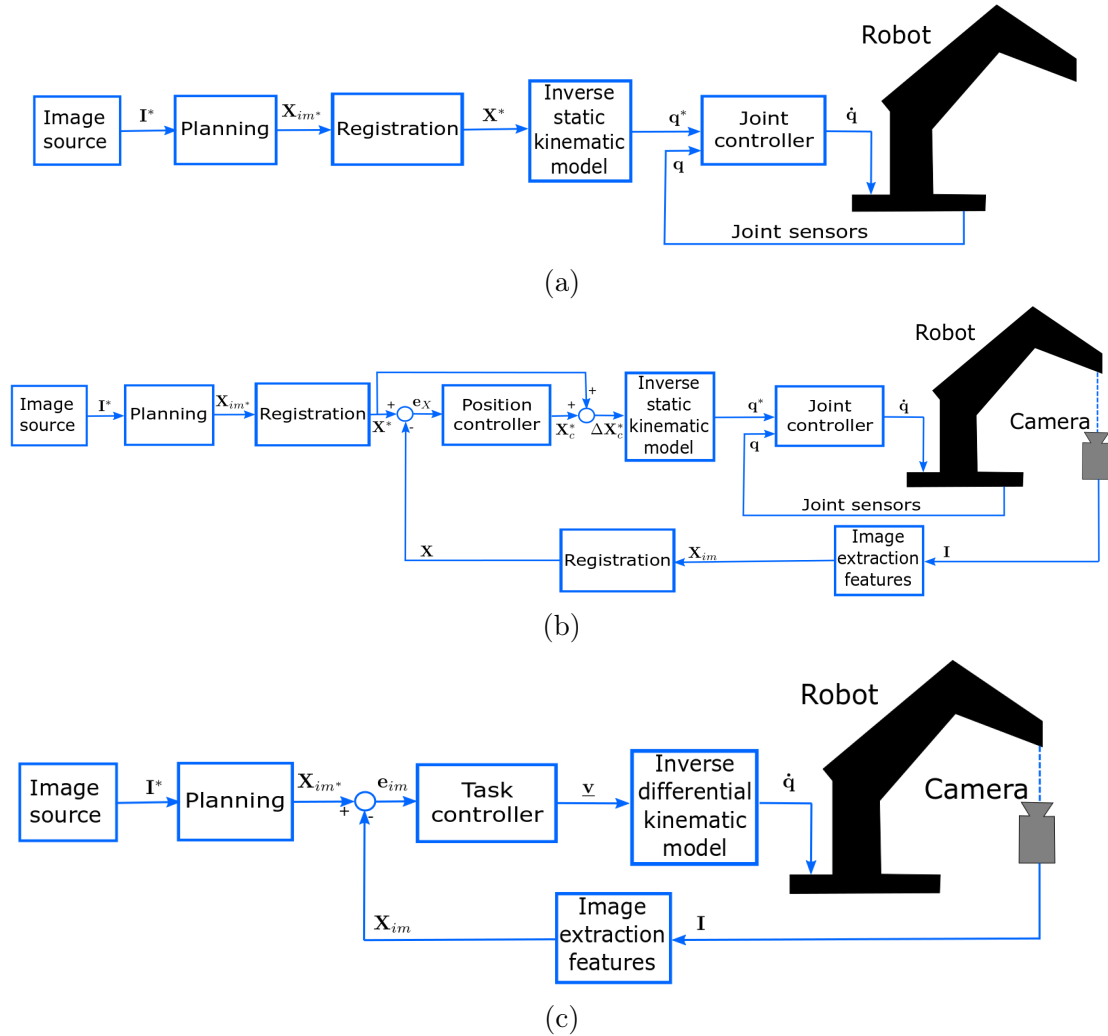 Robot
Image
source
I*
Planning
X_{im*}
Registration
X*
Inverse
static
kinematic
model
q*
q
Joint
controller
q̇
Joint sensors
(a)
Robot
Camera
Image
source
I*
Planning
X_{im*}
Registration
+
X*
-
e_X
Position
controller
+
X_c^*
+
ΔX_c^*
Inverse
static
kinematic
model
q*
q
Joint
controller
q̇
Joint sensors
X
Registration
X_{im}
Image
extraction
features
I
(b)
Robot
Camera
Image
source
I*
Planning
X_{im*}
+
-
e_{im}
Task
controller
v
Inverse
differential
kinematic
model
q̇
X_{im}
Image
extraction
features
I
(c)